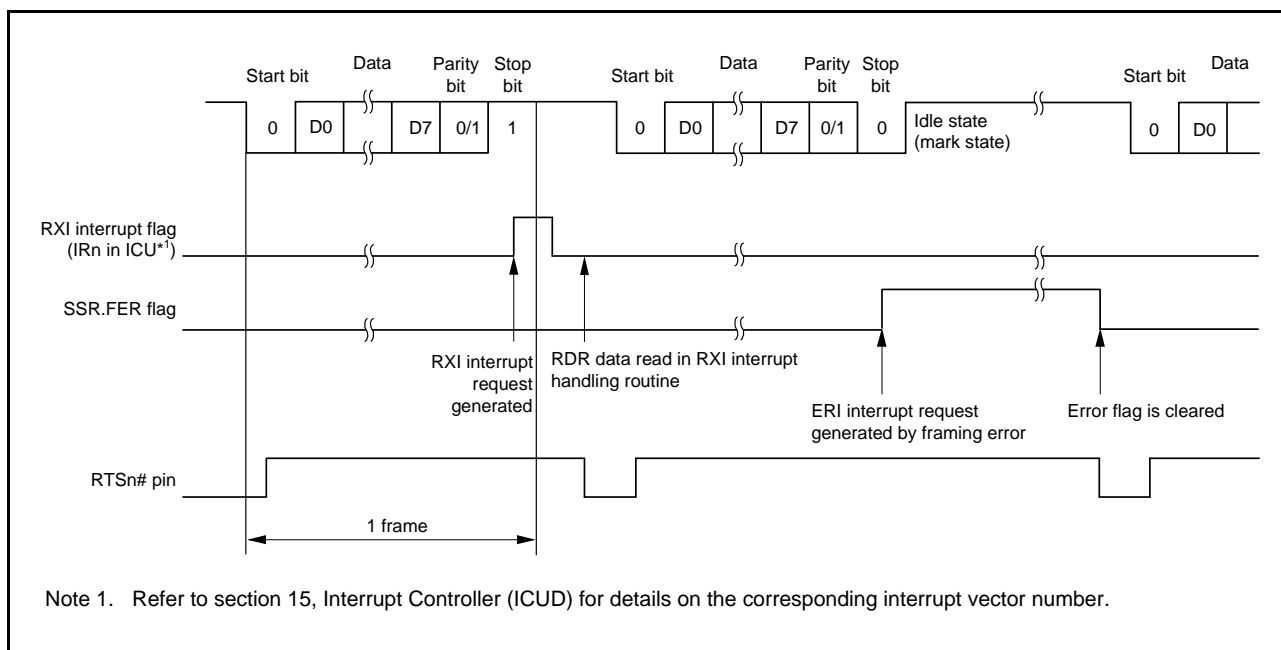 Start bit
Data
Parity bit
Stop bit
Start bit
Data
Parity bit
Stop bit
Start bit
Data
0 D0 D7 0/1 1 0 D0 D7 0/1 0 Idle state (mark state) 0 D0
RXI interrupt flag
(IRn in ICU*1)
SSR.FER flag
RXI interrupt
request
generated
RDR data read in RXI interrupt
handling routine
ERI interrupt request
generated by framing error
Error flag is cleared
RTSn# pin
1 frame
Note 1. Refer to section 15, Interrupt Controller (ICUD) for details on the corresponding interrupt vector number.